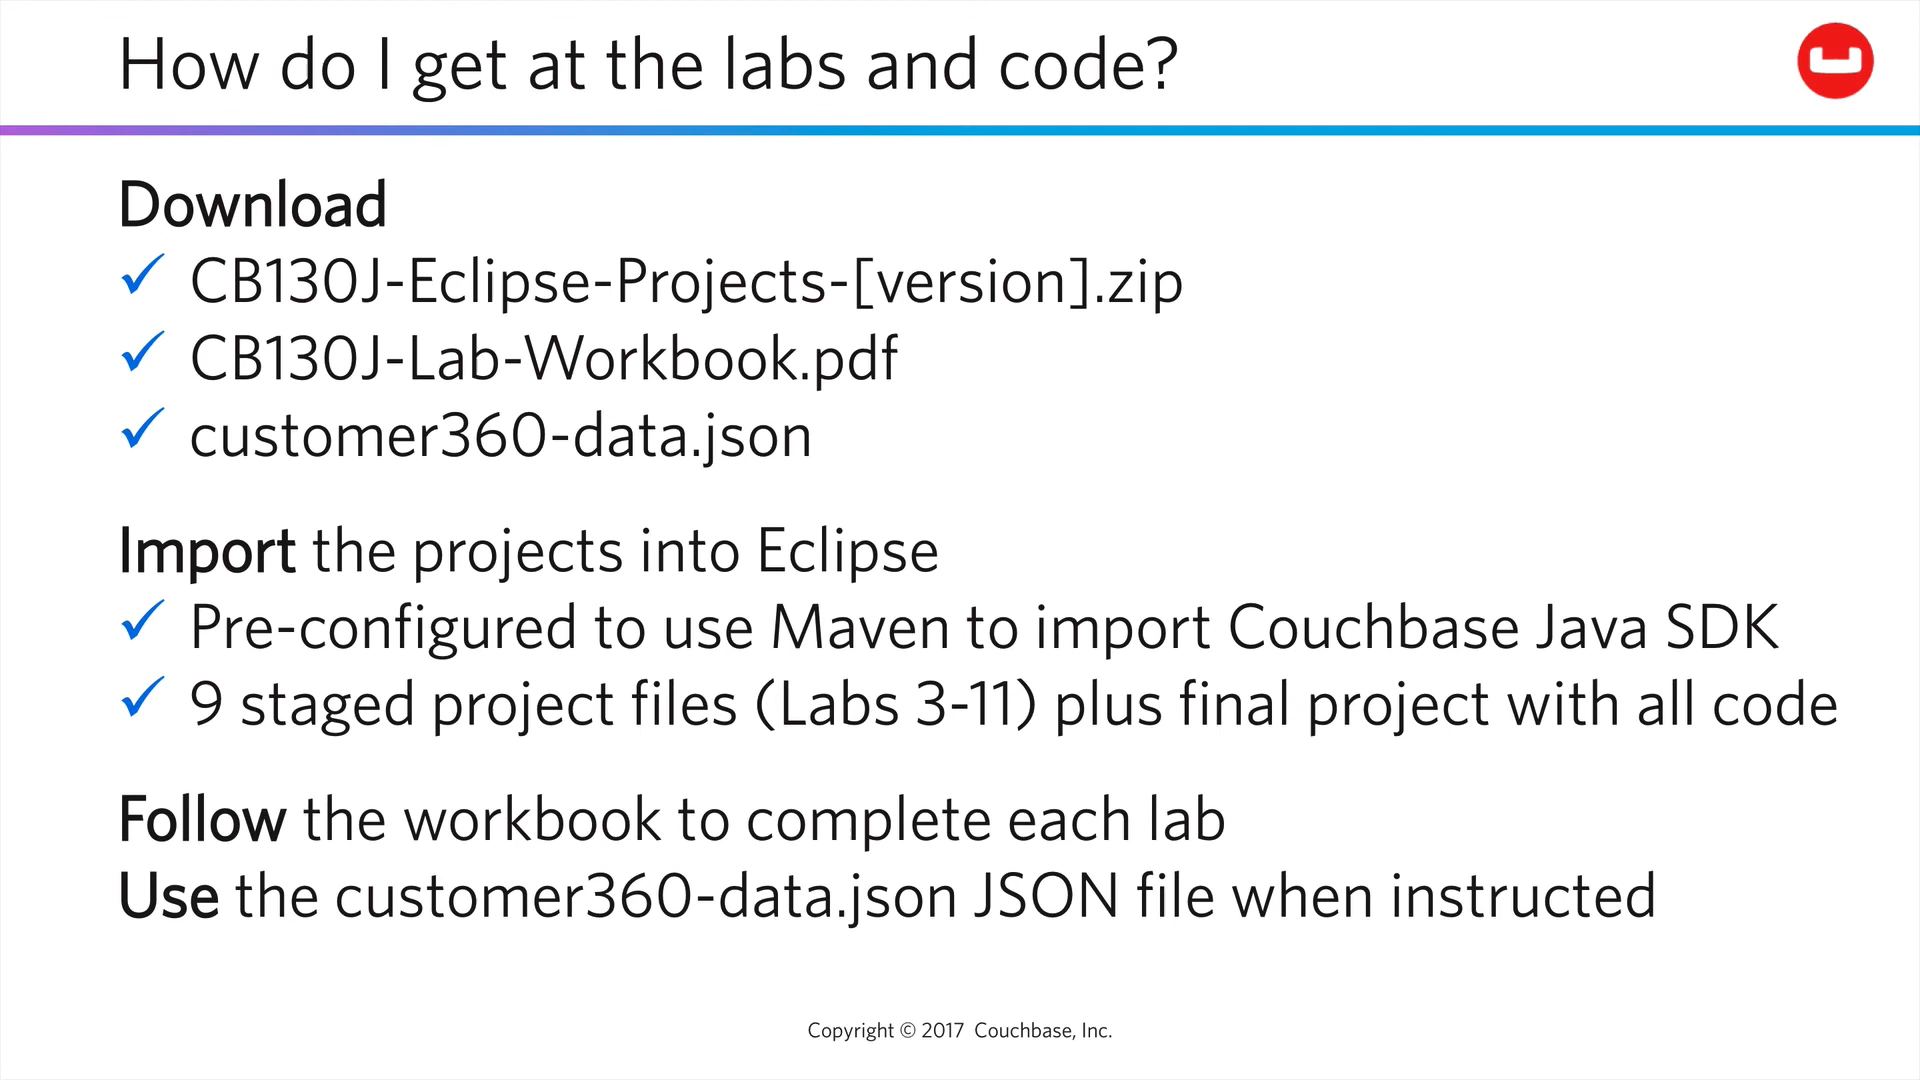 How do I get at the labs and code?
Download
✓ CB130J-Eclipse-Projects-[version].zip
✓ CB130J-Lab-Workbook.pdf
✓ customer360-data.json
Import the projects into Eclipse
✓ Pre-configured to use Maven to import Couchbase Java SDK
✓ 9 staged project files (Labs 3-11) plus final project with all code
Follow the workbook to complete each lab
Use the customer360-data.json JSON file when instructed
Copyright © 2017 Couchbase, Inc.